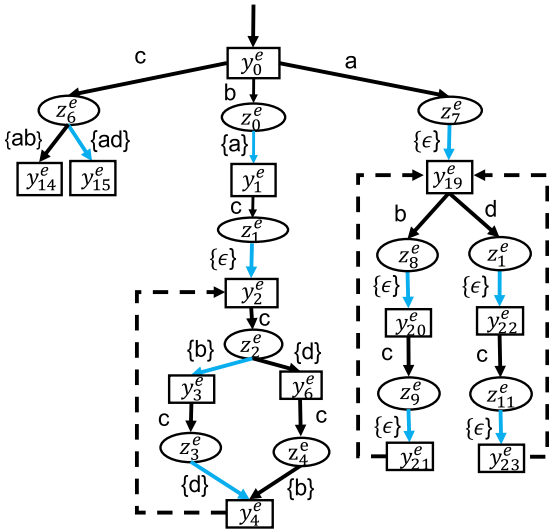 y₀ᵉ
c
b
a
z₆ᵉ
z₀ᵉ
z₇ᵉ
{ab}
{ad}
{a}
{ϵ}
y₁₄ᵉ
y₁₅ᵉ
y₁ᵉ
y₁₉ᵉ
c
b
d
z₁ᵉ
z₈ᵉ
z₁ᵉ
{ϵ}
{ϵ}
{ϵ}
y₂ᵉ
y₂₀ᵉ
y₂₂ᵉ
c
z₂ᵉ
c
c
{b}
{d}
y₃ᵉ
y₆ᵉ
z₉ᵉ
z₁₁ᵉ
c
c
{ϵ}
{ϵ}
z₃ᵉ
z₄ᵉ
y₂₁ᵉ
y₂₃ᵉ
{d}
{b}
y₄ᵉ